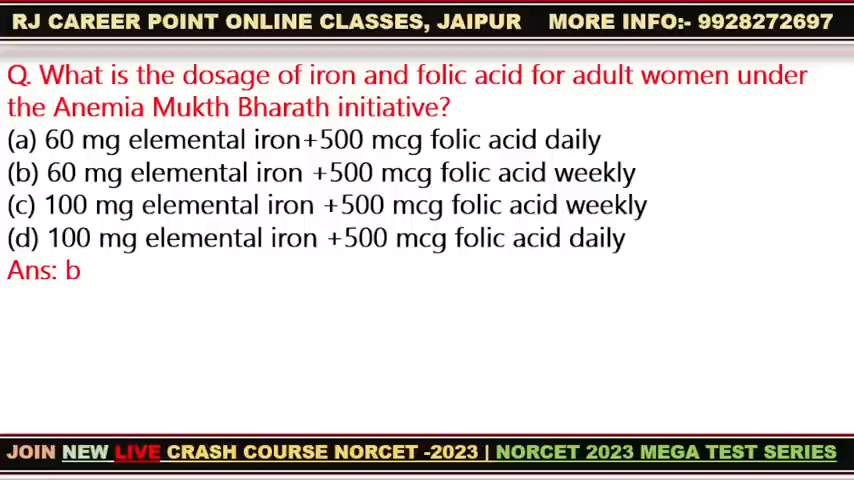 RJ CAREER POINT ONLINE CLASSES, JAIPUR MORE INFO:- 9928272697
Q. What is the dosage of iron and folic acid for adult women under
the Anemia Mukth Bharath initiative?
(a) 60 mg elemental iron+500 mcg folic acid daily
(b) 60 mg elemental iron +500 mcg folic acid weekly
(c) 100 mg elemental iron +500 mcg folic acid weekly
(d) 100 mg elemental iron +500 mcg folic acid daily
Ans: b
JOIN NEW LIVE CRASH COURSE NORCET -2023 | NORCET 2023 MEGA TEST SERIES